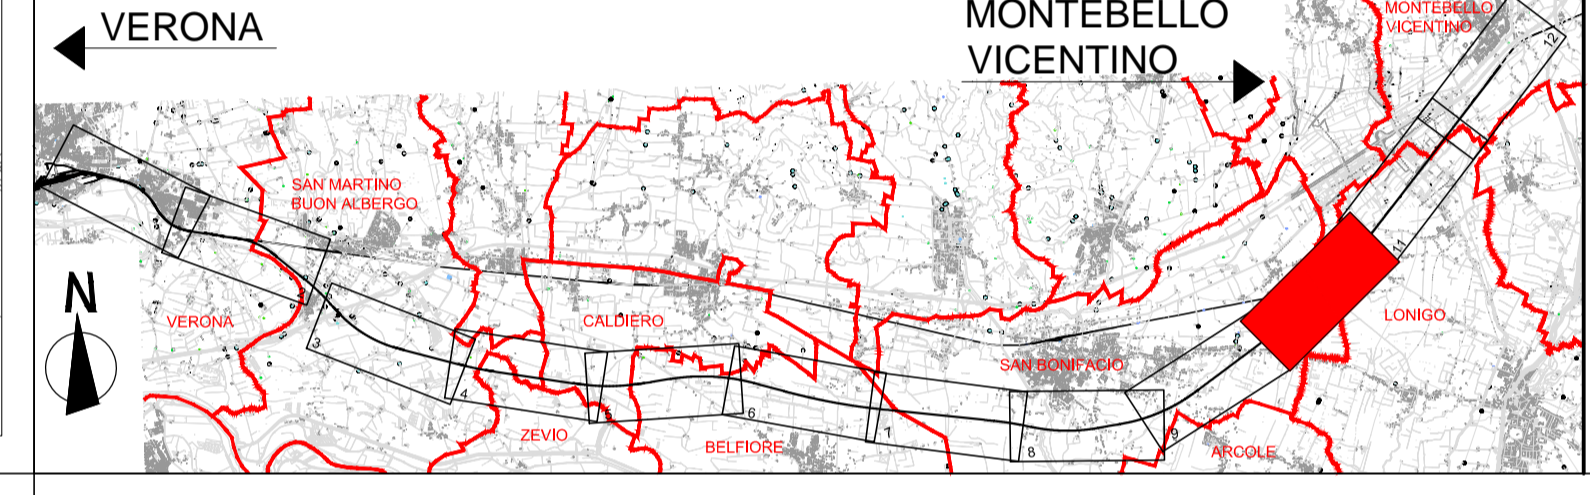 VERONA
MONTEBELLO
VICENTINO
MONTEBELLO
VICENTINO
12
SAN MARTINO
BUON ALBERGO
11
N
VERONA
CALDIERO
LONIGO
3
SAN BONIFACIO
4
5
6
ZEVIO
7
9
BELFIORE
8
ARCOLE